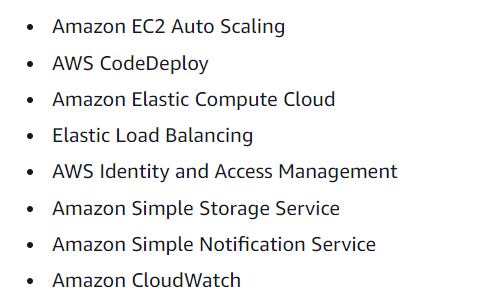 • Amazon EC2 Auto Scaling
• AWS CodeDeploy
• Amazon Elastic Compute Cloud
• Elastic Load Balancing
• AWS Identity and Access Management
• Amazon Simple Storage Service
• Amazon Simple Notification Service
• Amazon CloudWatch